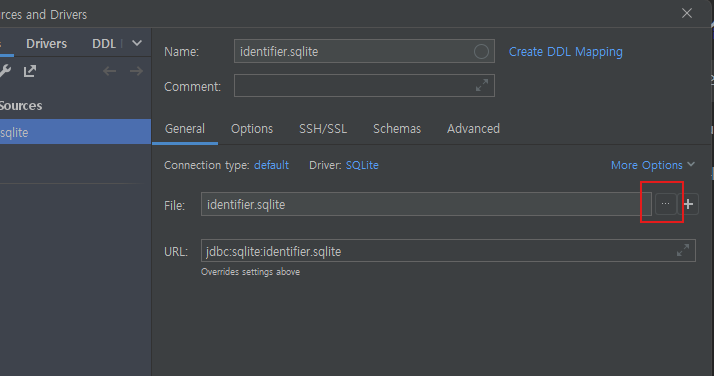 rces and Drivers
Drivers DDL
Name: identifier.sqlite Create DDL Mapping
Comment:
Sources
sqlite
General Options SSH/SSL Schemas Advanced
Connection type: default Driver: SQLite More Options
File: identifier.sqlite ... +
URL: jdbc:sqlite:identifier.sqlite
Overrides settings above